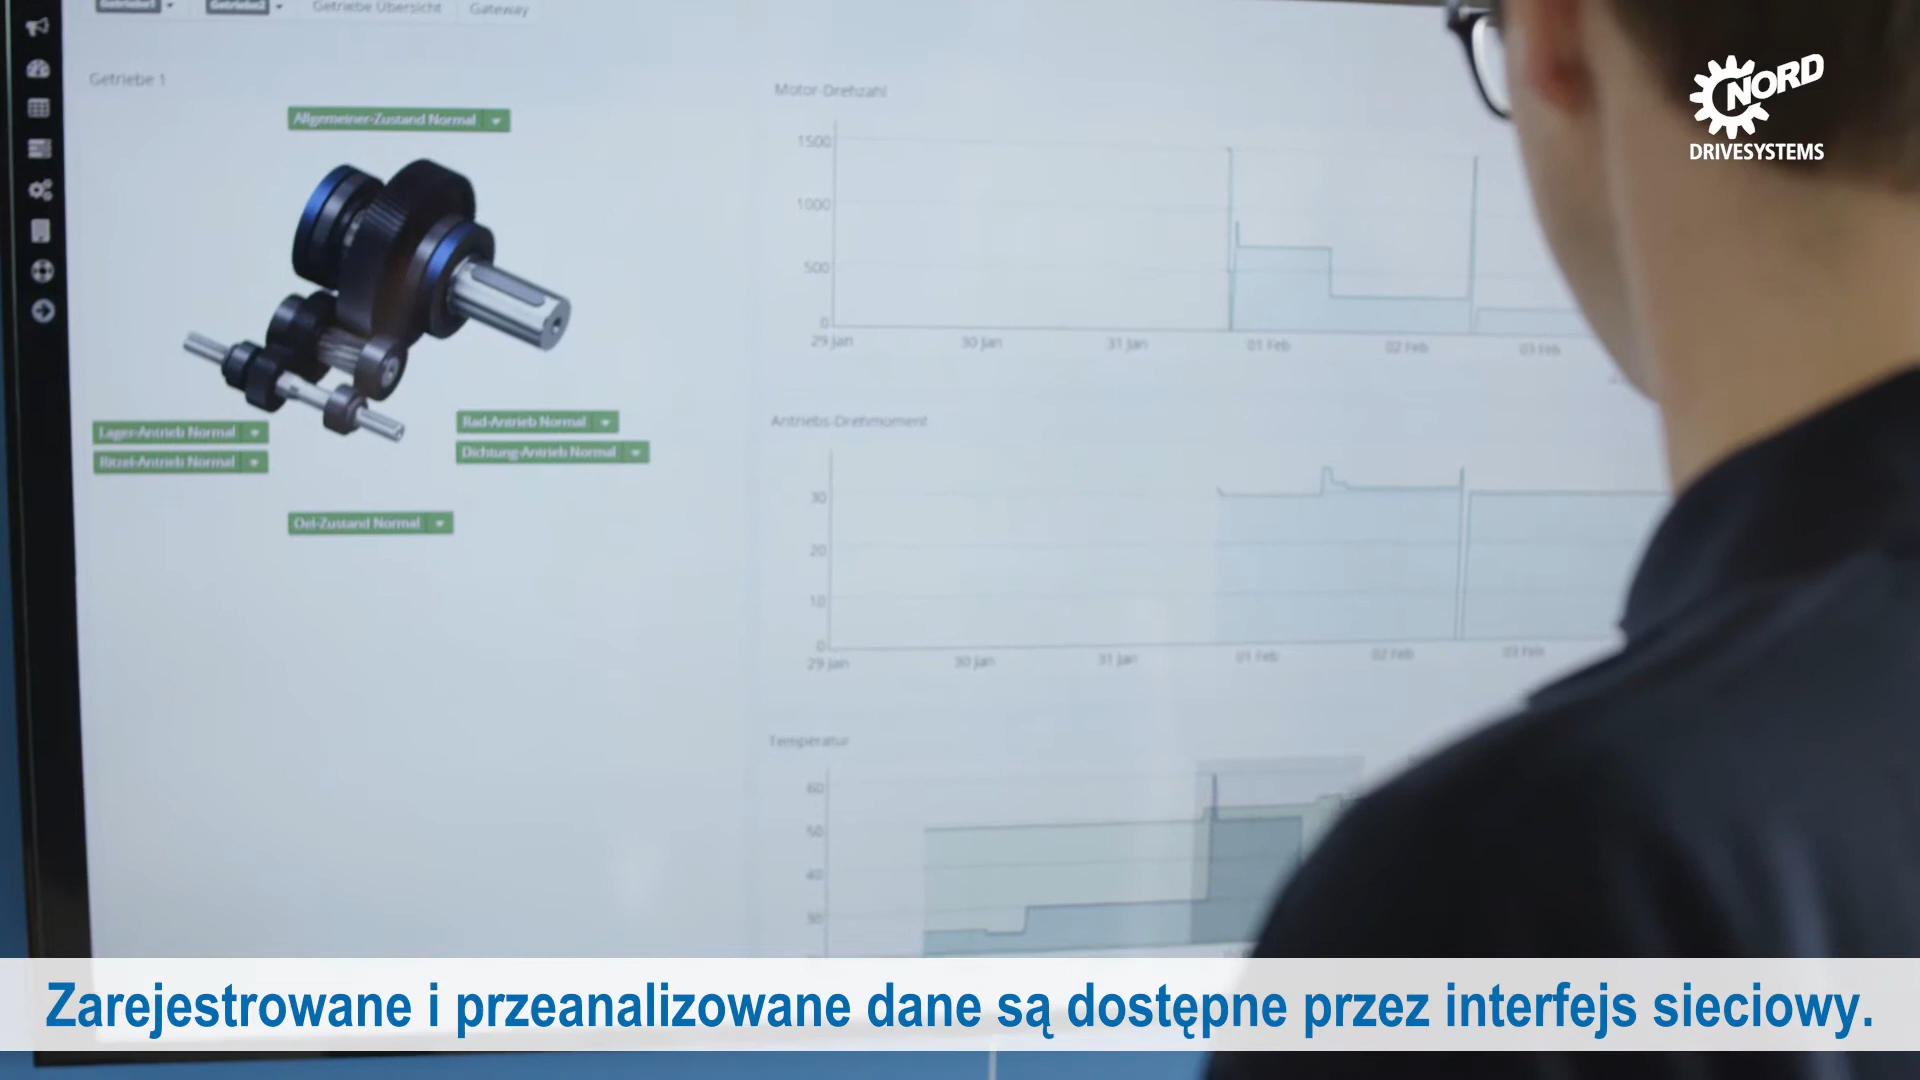 Getriebe1
Getriebe2
Getriebe Übersicht
Gateway
NORD
DRIVESYSTEMS
Getriebe 1
Allgemeiner-Zustand Normal
Lager-Antrieb Normal
Ritzel-Antrieb Normal
Rad-Antrieb Normal
Dichtung-Antrieb Normal
Oel-Zustand Normal
Motor-Drehzahl
1500
1000
500
0
29 Jan
30 Jan
31 Jan
01 Feb
02 Feb
03 Feb
Antriebs-Drehmoment
30
20
10
0
29 Jan
30 Jan
31 Jan
01 Feb
02 Feb
03 Feb
Temperatur
60
50
40
30
Zarejestrowane i przeanalizowane dane są dostępne przez interfejs sieciowy.